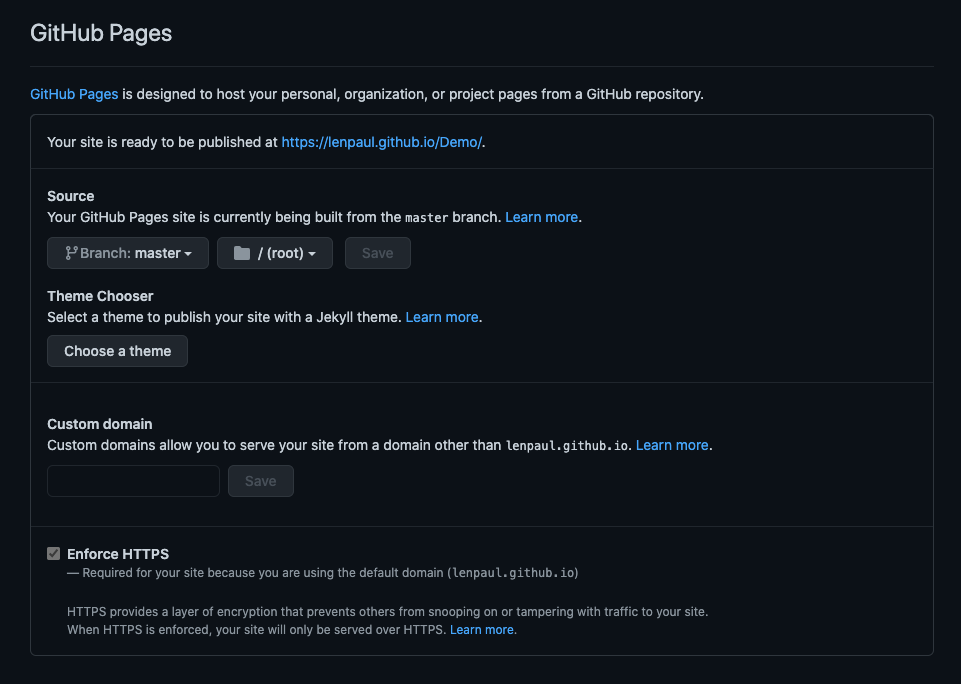 GitHub Pages
GitHub Pages is designed to host your personal, organization, or project pages from a GitHub repository.
Your site is ready to be published at https://lenpaul.github.io/Demo/.
Source
Your GitHub Pages site is currently being built from the master branch. Learn more.
Branch: master / (root) Save
Theme Chooser
Select a theme to publish your site with a Jekyll theme. Learn more.
Choose a theme
Custom domain
Custom domains allow you to serve your site from a domain other than lenpaul.github.io. Learn more.
Save
Enforce HTTPS
— Required for your site because you are using the default domain (lenpaul.github.io)
HTTPS provides a layer of encryption that prevents others from snooping on or tampering with traffic to your site.
When HTTPS is enforced, your site will only be served over HTTPS. Learn more.